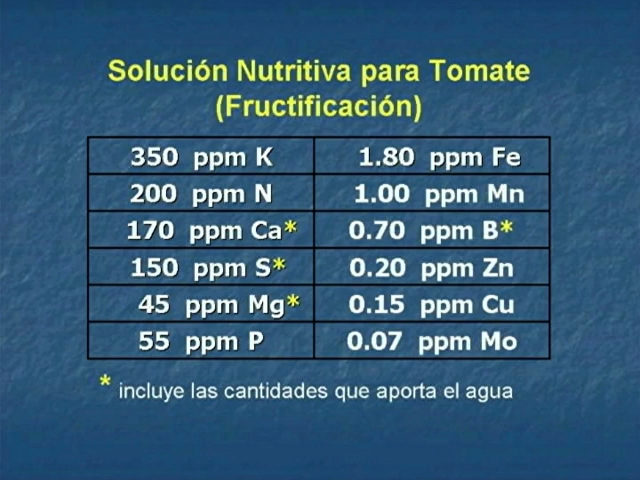 Solución Nutritiva para Tomate
(Fructificación)
350 ppm K 1.80 ppm Fe
200 ppm N 1.00 ppm Mn
170 ppm Ca* 0.70 ppm B*
150 ppm S* 0.20 ppm Zn
45 ppm Mg* 0.15 ppm Cu
55 ppm P 0.07 ppm Mo
* incluye las cantidades que aporta el agua